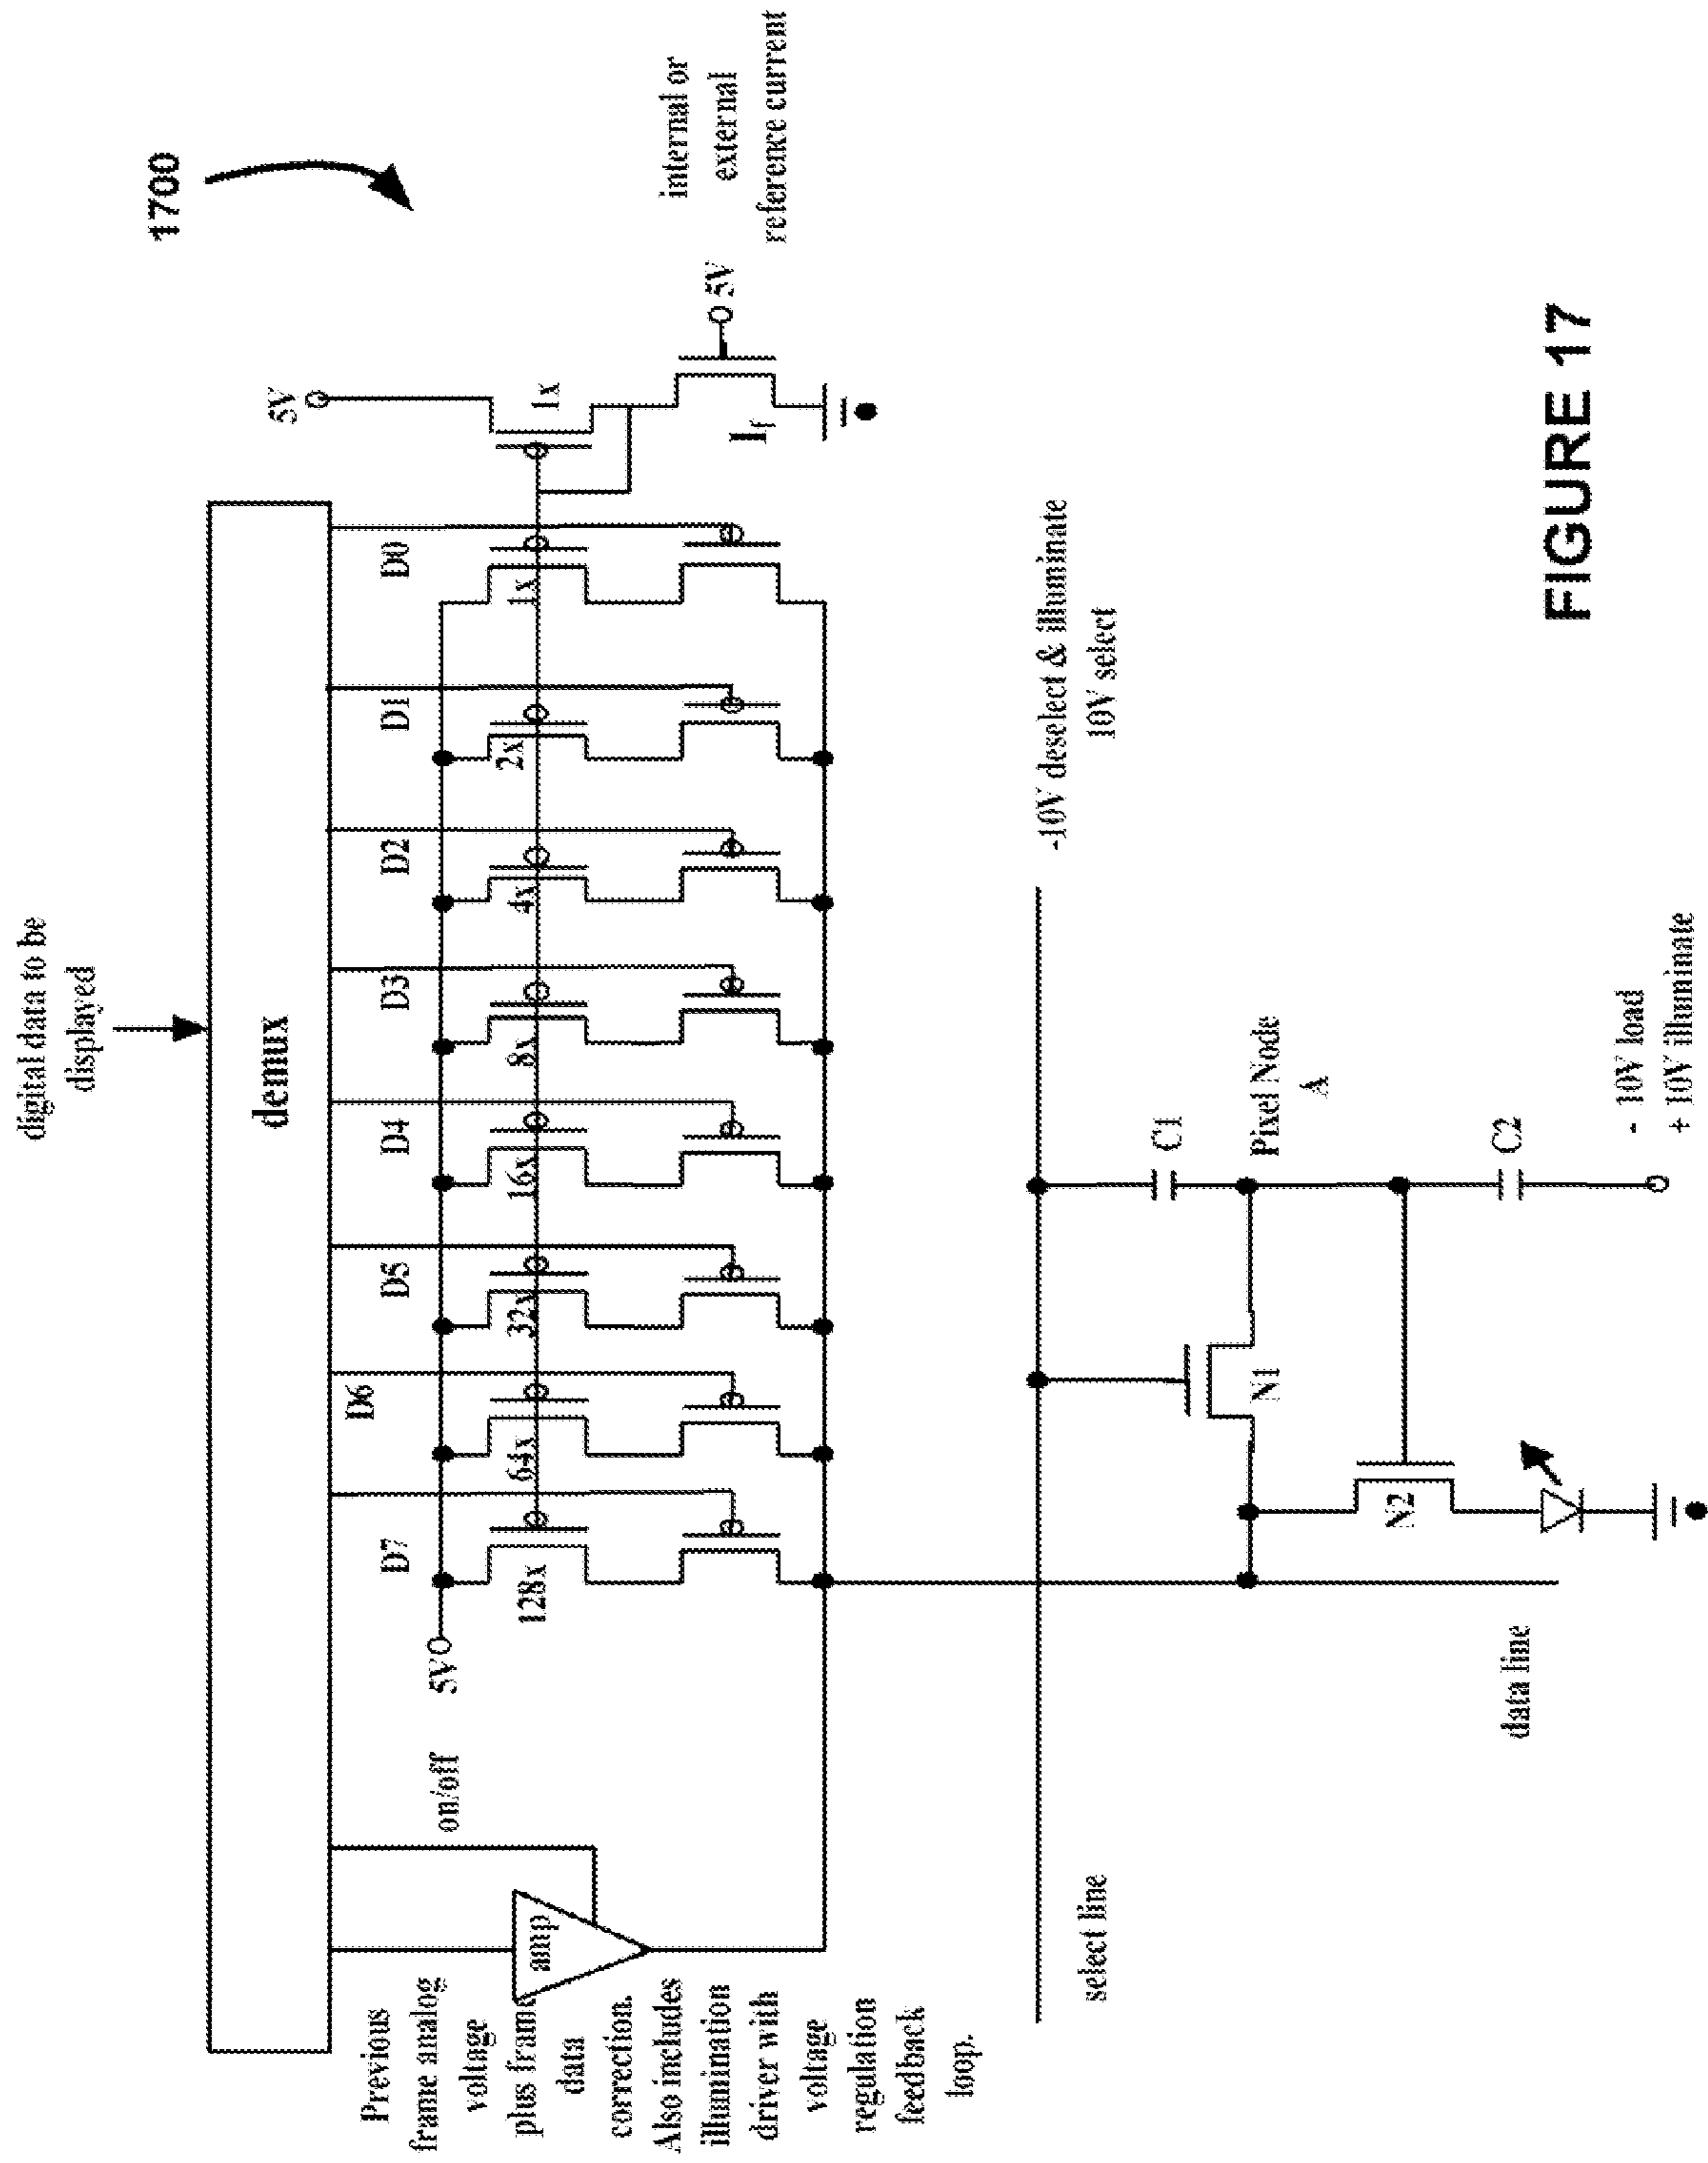 digital data to be
displayed
1700
demux
Previous
frame analog
voltage
plus frame
data
correction.
Also includes
illumination
driver with
voltage
regulation
feedback
loop.
amp
on/off
5V
D7
D6
D5
D4
D3
D2
D1
D0
128x
64x
32x
16x
8x
4x
2x
1x
5V
1x
If
5V
internal or
external
reference current
select line
-10V deselect & illuminate
10V select
data line
N1
N2
C1
Pixel Node
A
C2
- 10V load
+ 10V illuminate
FIGURE 17